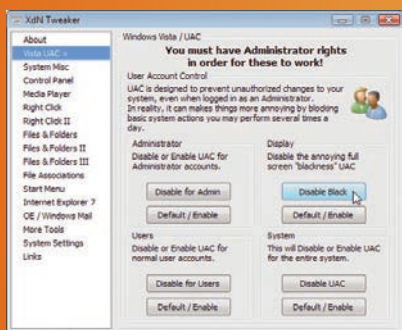 XdN Tweaker
About
Vista UAC »
System Misc
Control Panel
Media Player
Right Click
Right Click II
Files & Folders
Files & Folders II
Files & Folders III
File Associations
Start Menu
Internet Explorer 7
OE / Windows Mail
More Tools
System Settings
Links
Windows Vista / UAC
You must have Administrator rights
in order for these to work!
User Account Control
UAC is designed to prevent unauthorized changes to your
system, even when logged in as an Administrator.
In reality, it can makes things more annoying by blocking
basic system actions you may perform several times a
day.
Administrator
Disable or Enable UAC for
Administrator accounts.
Disable for Admin
Default / Enable
Display
Disable the annoying full
screen "blackness" UAC
Disable Black
Default / Enable
Users
Disable or Enable UAC for
normal user accounts.
Disable for Users
Default / Enable
System
This will Disable or Enable UAC
for the entire system.
Disable UAC
Default / Enable